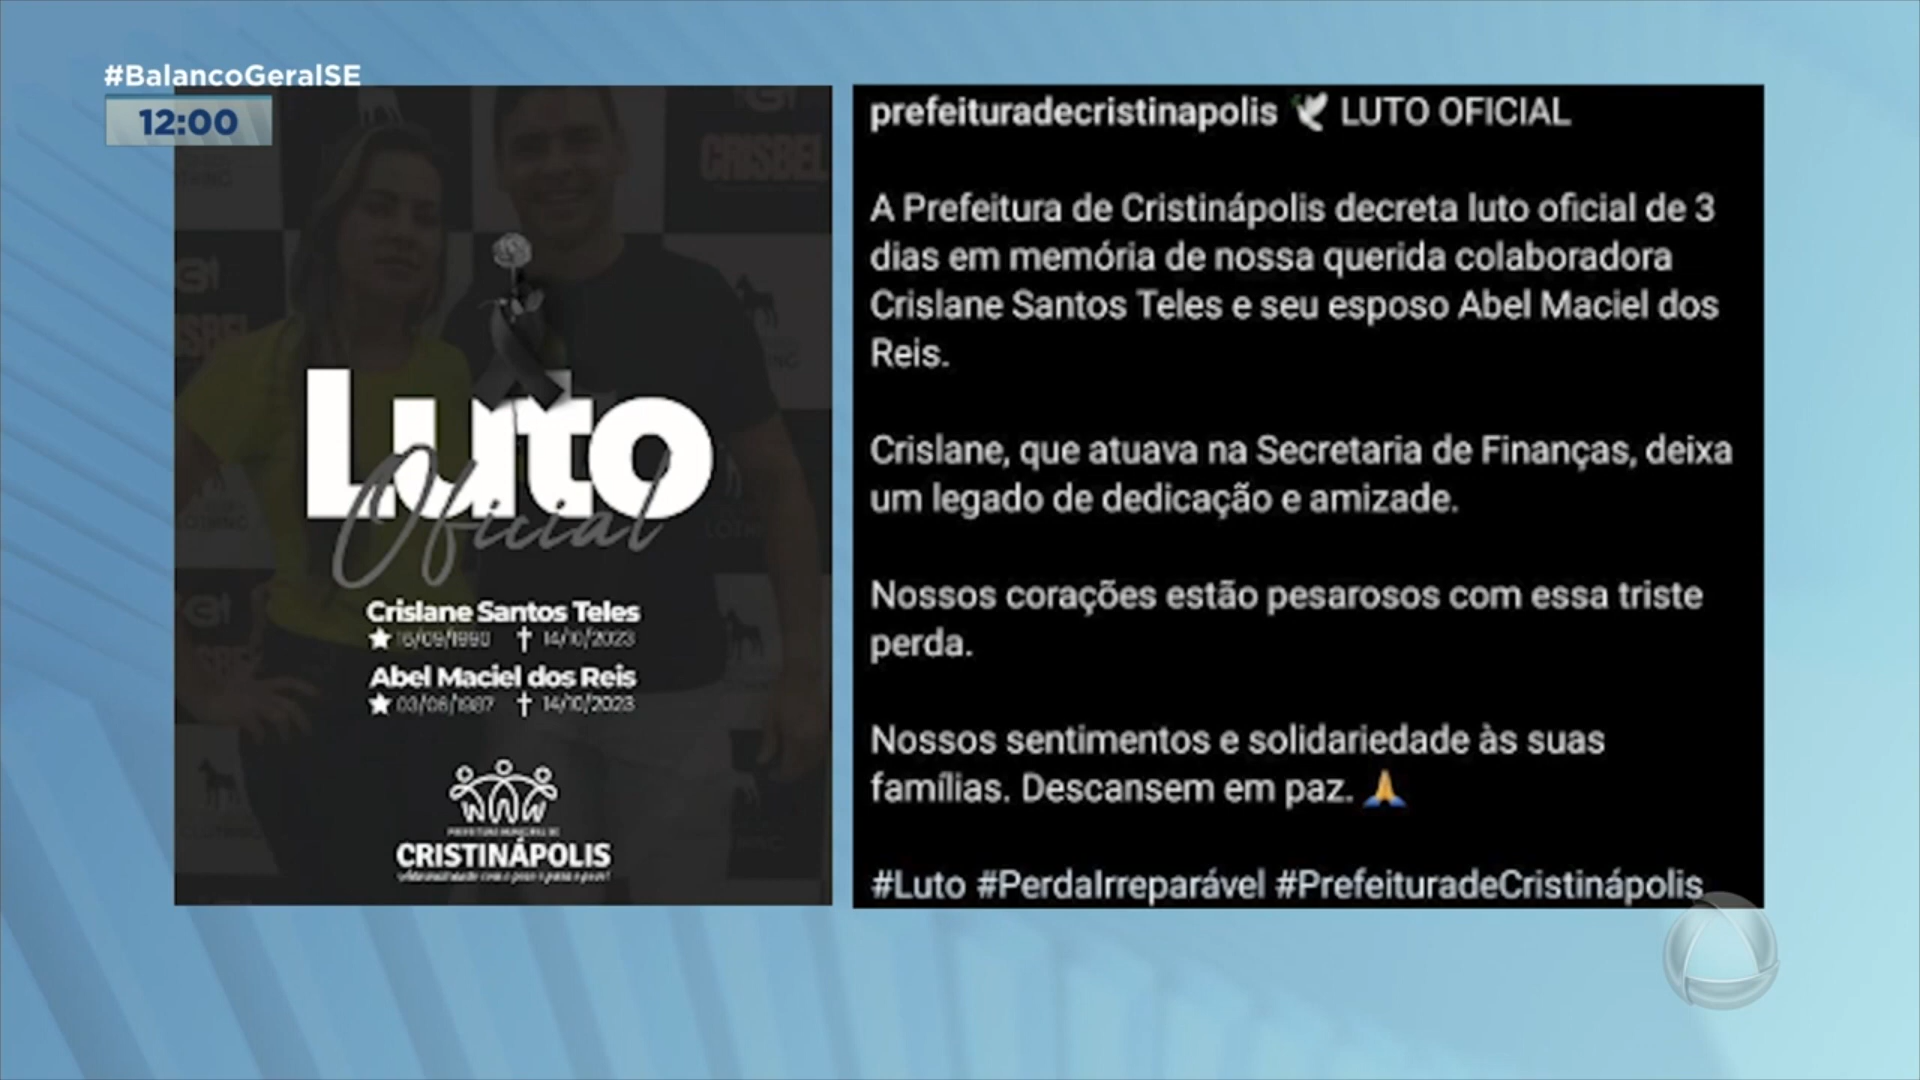 #BalancoGeralSE
12:00
CRISBEL
Luto
Oficial
Crislane Santos Teles
14/10/2023
Abel Maciel dos Reis
14/10/2023
CRISTINÁPOLIS
prefeituradecristinapolis 🕊 LUTO OFICIAL
A Prefeitura de Cristinápolis decreta luto oficial de 3
dias em memória de nossa querida colaboradora
Crislane Santos Teles e seu esposo Abel Maciel dos
Reis.
Crislane, que atuava na Secretaria de Finanças, deixa
um legado de dedicação e amizade.
Nossos corações estão pesarosos com essa triste
perda.
Nossos sentimentos e solidariedade às suas
famílias. Descansem em paz. 🙏
#Luto #PerdaIrreparável #PrefeituradeCristinápolis